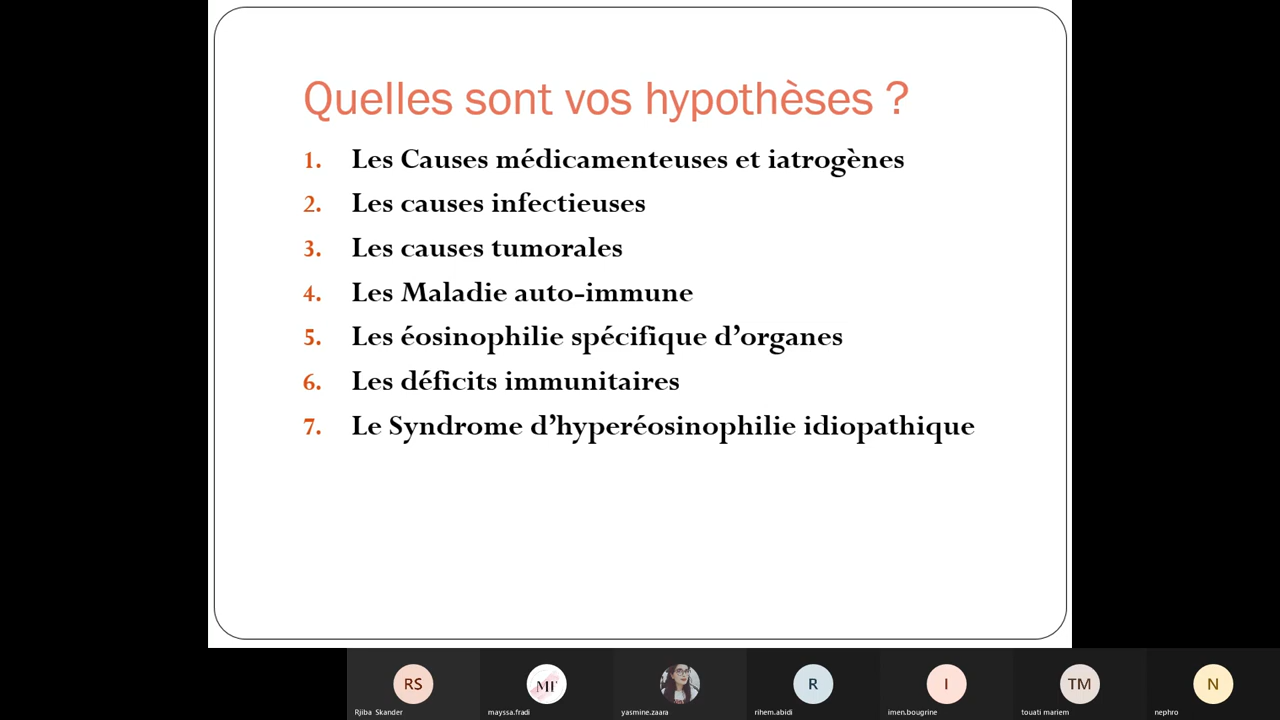 Quelles sont vos hypothèses ?
1. Les Causes médicamenteuses et iatrogènes
2. Les causes infectieuses
3. Les causes tumorales
4. Les Maladie auto-immune
5. Les éosinophilie spécifique d’organes
6. Les déficits immunitaires
7. Le Syndrome d’hyperéosinophilie idiopathique
RS
MF
R
I
TM
N
Rjiba Skander
mayssa.fradi
yasmine.zaara
rihem.abidi
imen.bougrine
touati mariem
nephro